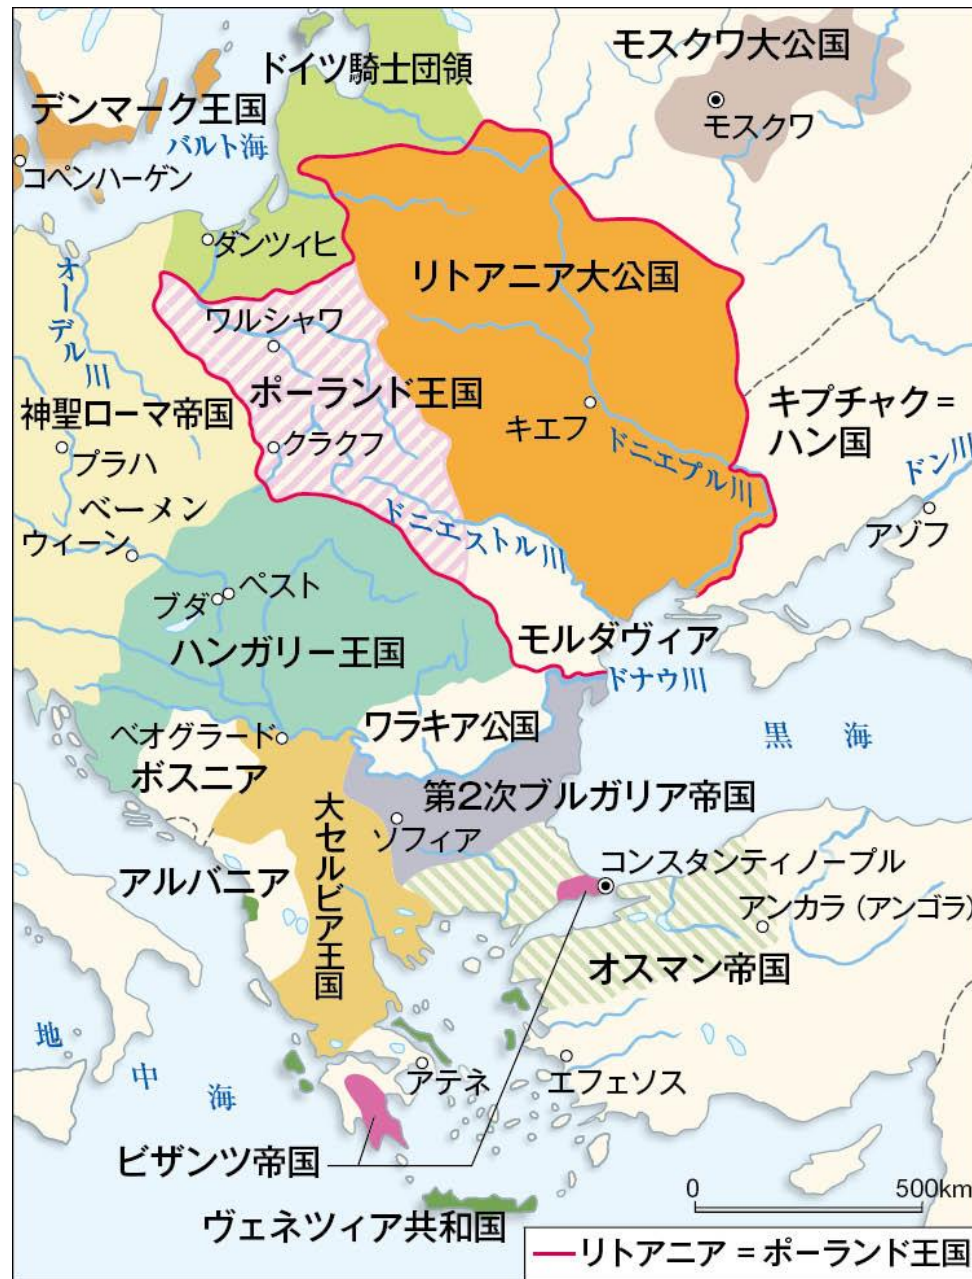 モスクワ大公国
ドイツ騎士団領
モスクワ
デンマーク王国
バルト海
コペンハーゲン
ダンツィヒ
オーデル川
リトアニア大公国
ワルシャワ
ポーランド王国
キプチャク=
ハン国
神聖ローマ帝国
キエフ
ドニエプル川
クラクフ
プラハ
ドン川
ベーメン
ドニエストル川
アゾフ
ウィーン
ペスト
ブダ
モルダヴィア
ハンガリー王国
ドナウ川
ワラキア公国
黒海
ベオグラード
ボスニア
第2次ブルガリア帝国
大セルビア王国
ソフィア
コンスタンティノープル
アルバニア
アンカラ(アンゴラ)
オスマン帝国
地中海
アテネ
エフェソス
ビザンツ帝国
0 500km
ヴェネツィア共和国
リトアニア=ポーランド王国